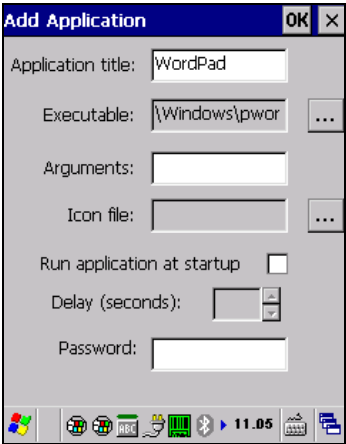 Add Application OK ×
Application title: WordPad
Executable: \Windows\pwor ...
Arguments:
Icon file: ...
Run application at startup
Delay (seconds):
Password:
ABC 11.05